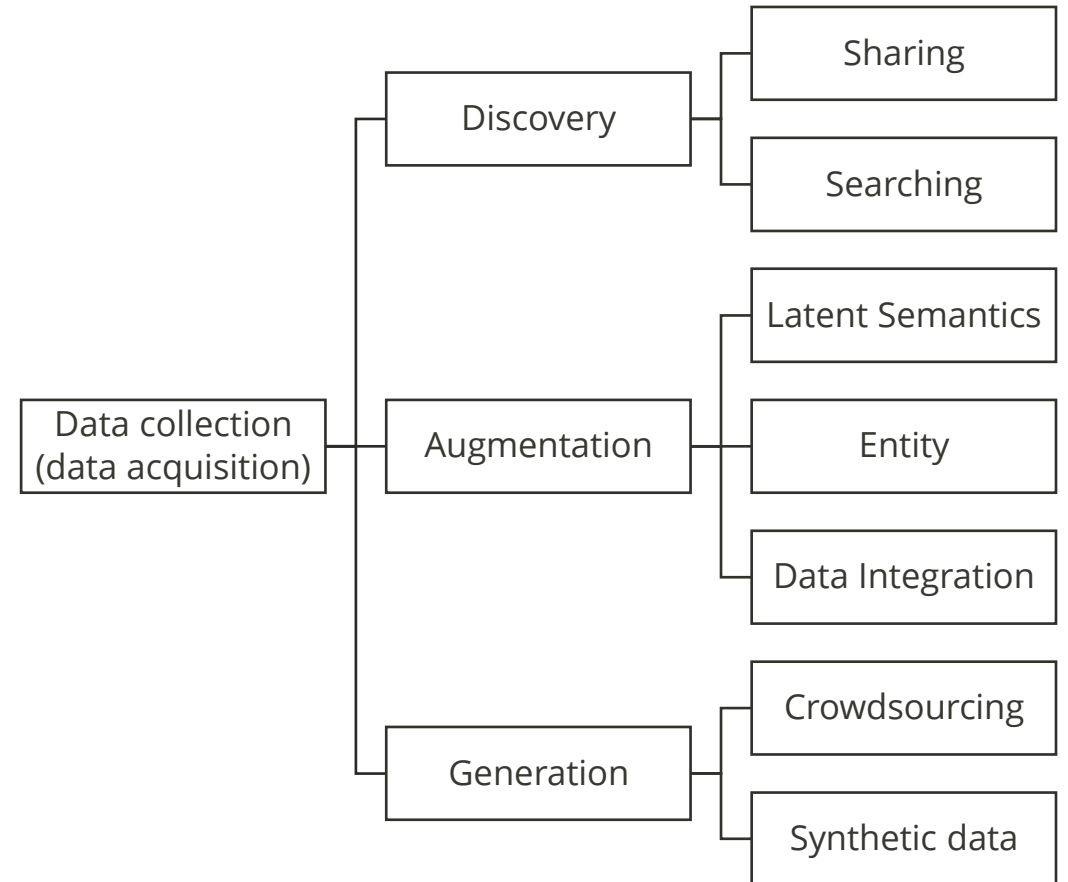 Sharing
Discovery
Searching
Latent Semantics
Data collection
(data acquisition)
Augmentation
Entity
Data Integration
Crowdsourcing
Generation
Synthetic data